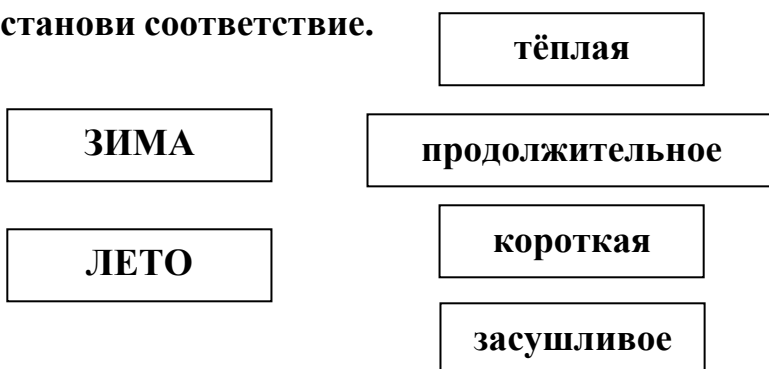 станови соответствие.
тёплая
ЗИМА
продолжительное
короткая
ЛЕТО
засушливое